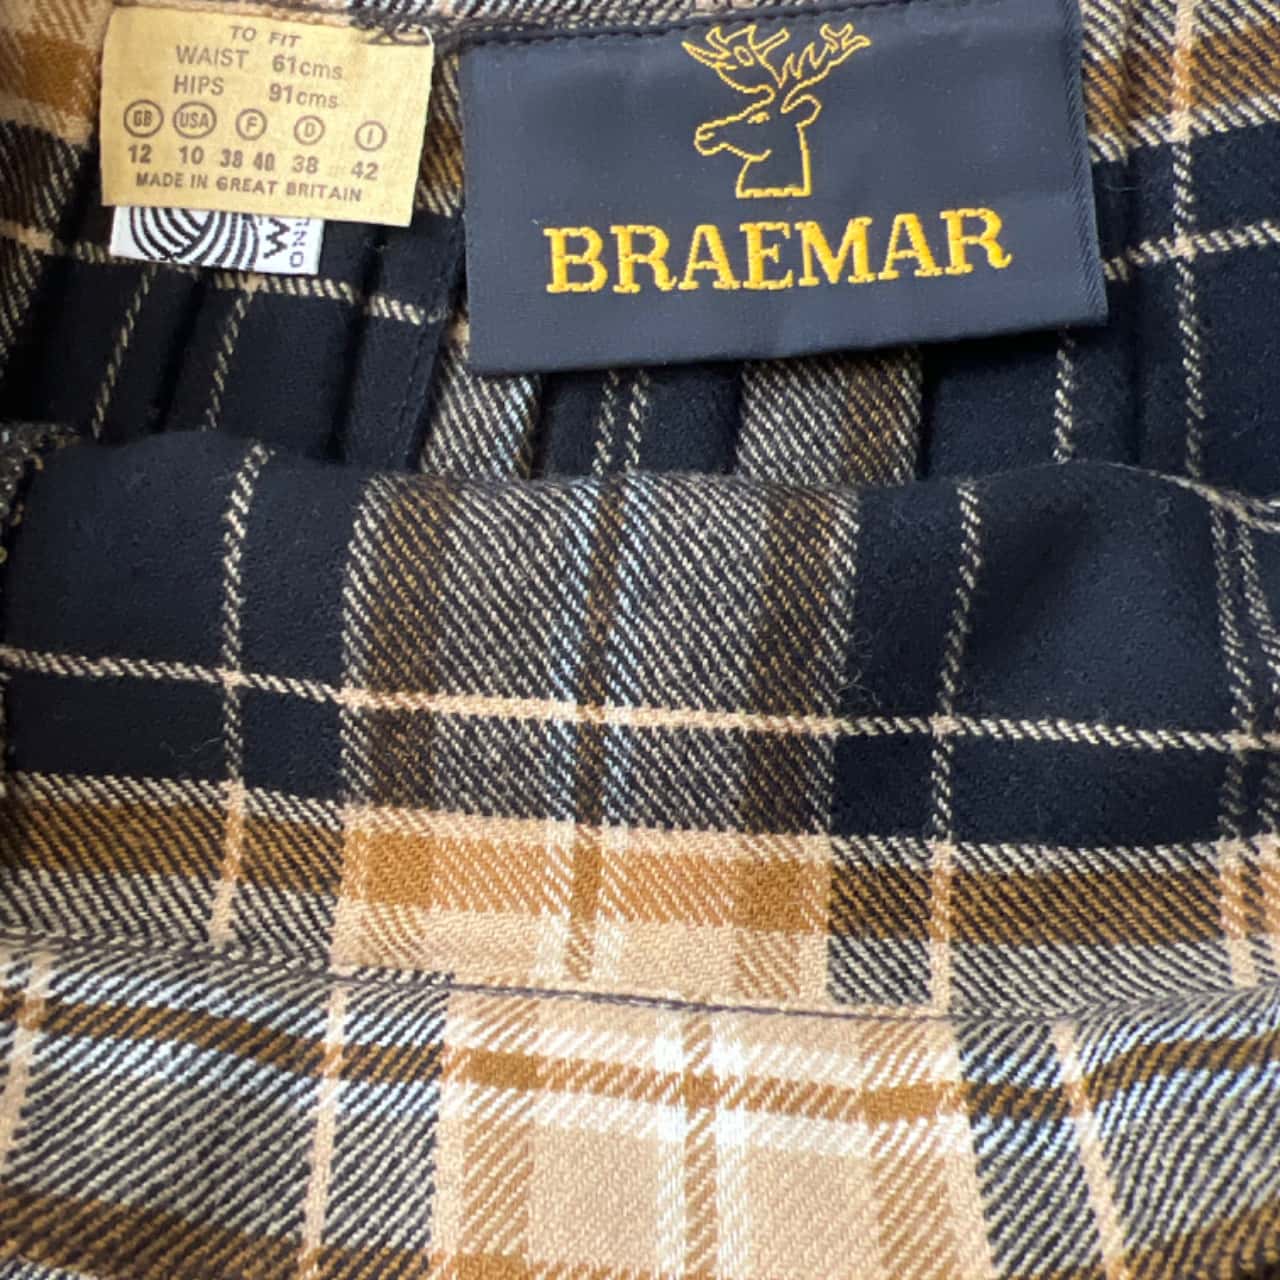 TO FIT
WAIST 61cms
HIPS 91cms
GB USA F D I
12 10 38 40 38 42
MADE IN GREAT BRITAIN
BRAEMAR